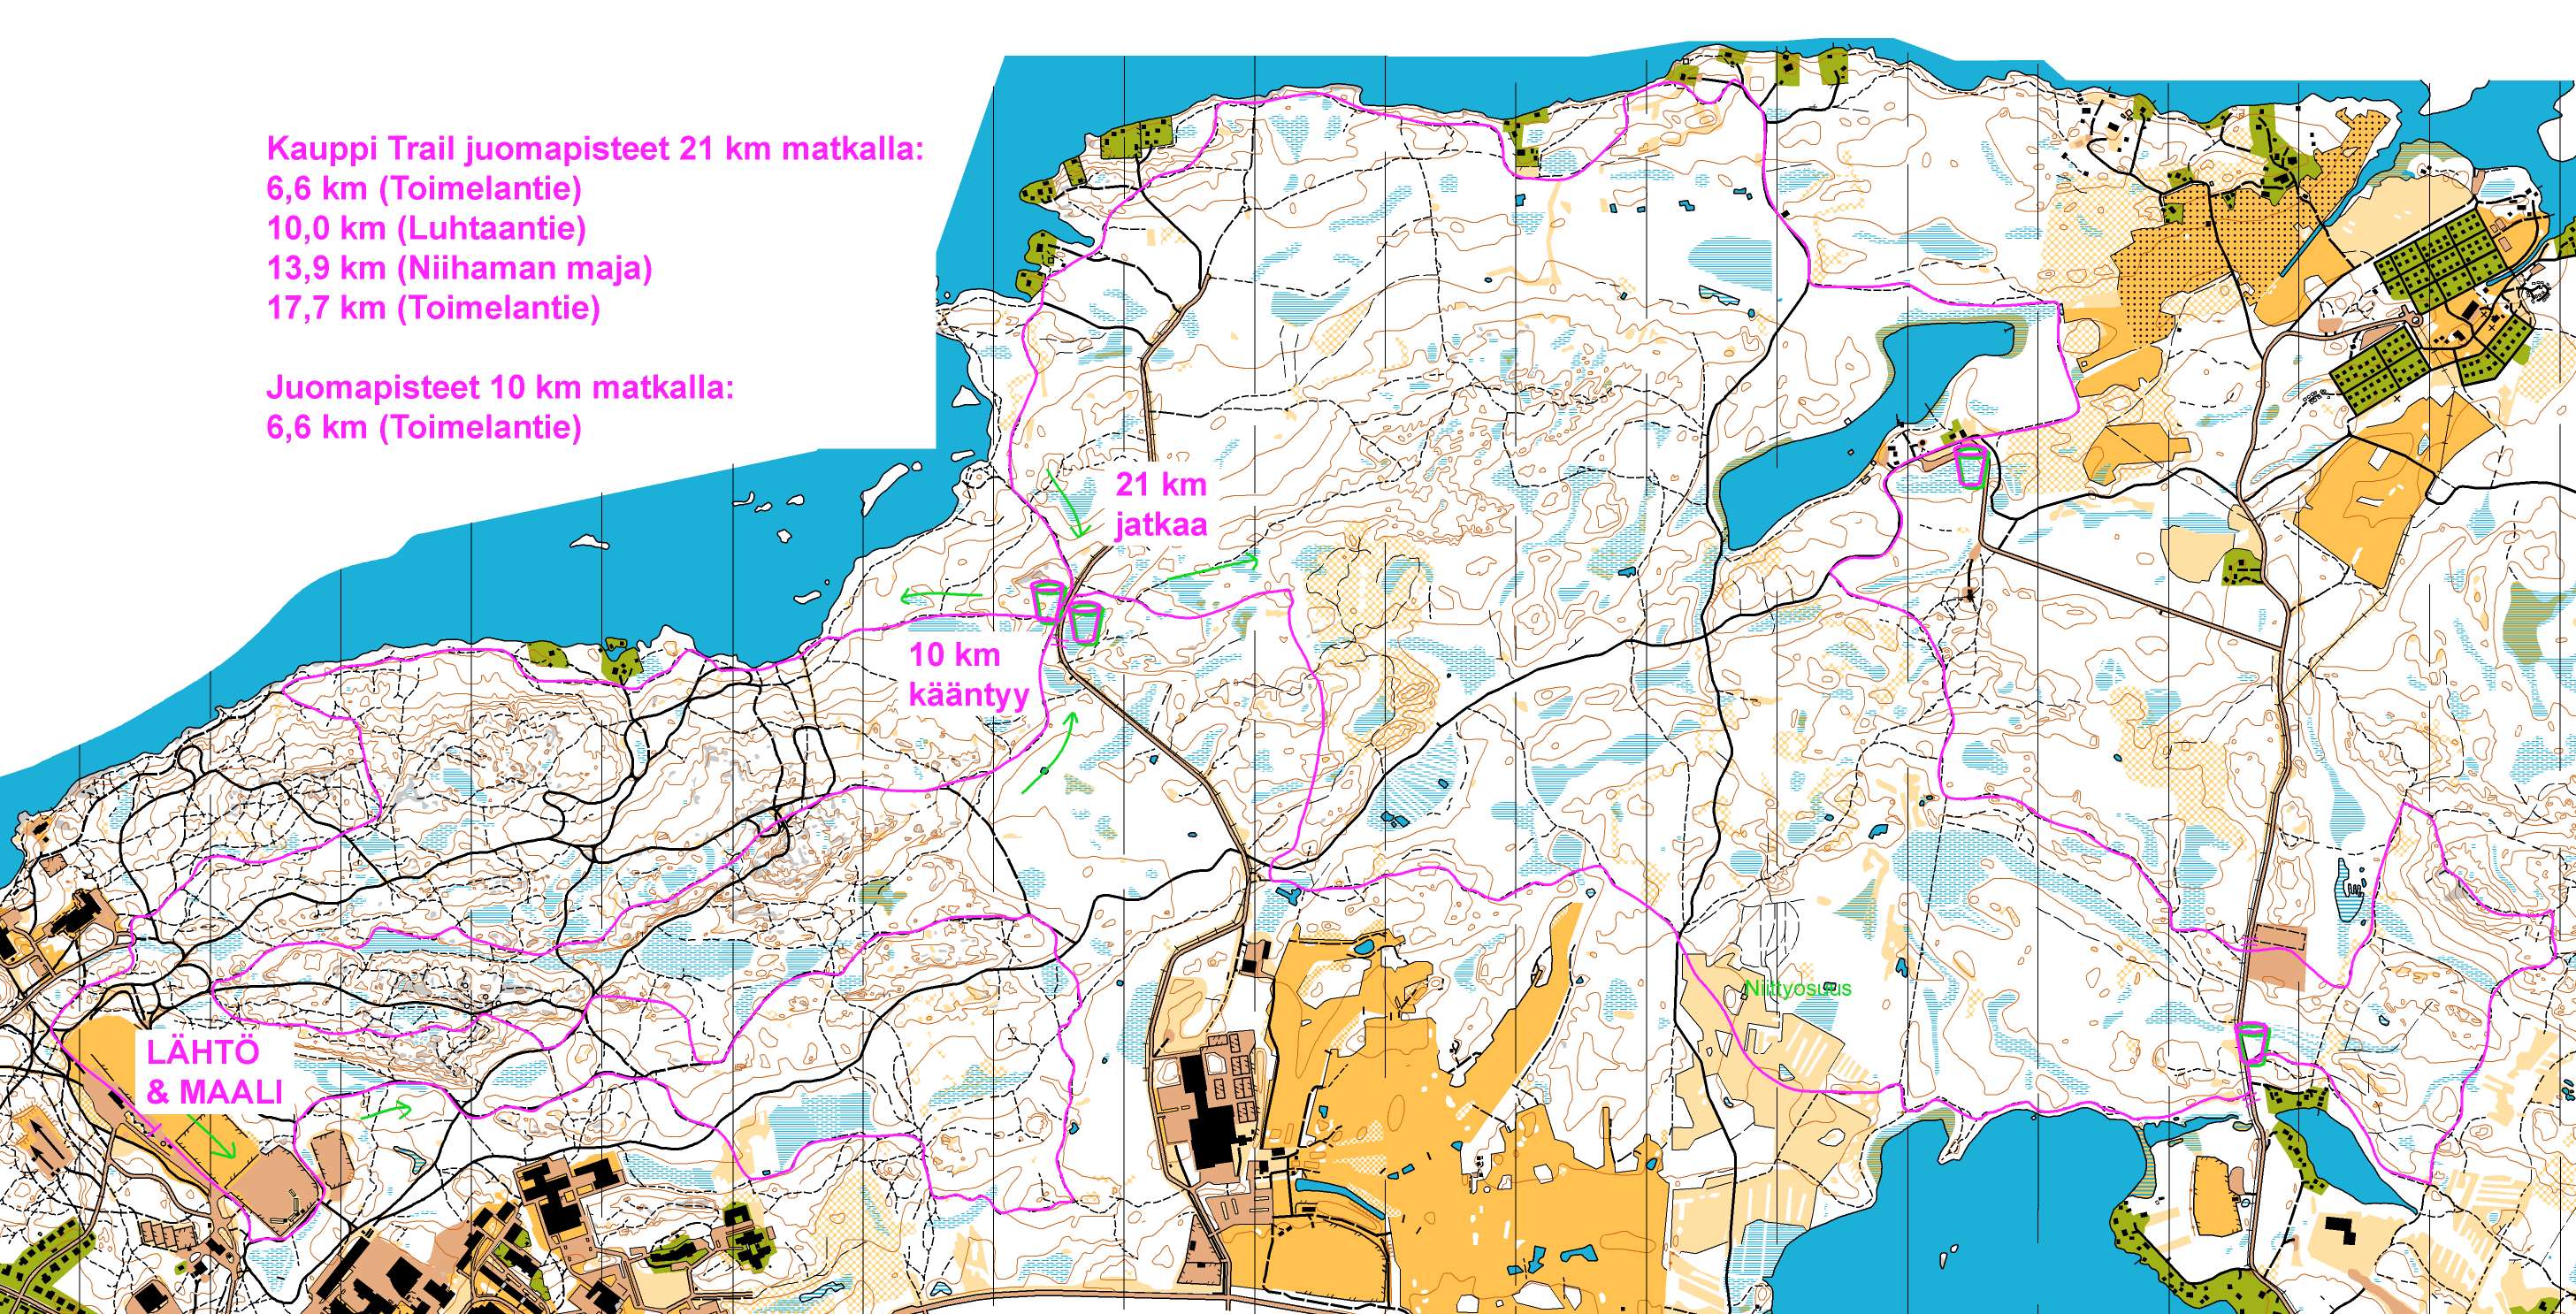 Kauppi Trail juomapisteet 21 km matkalla:
6,6 km (Toimelantie)
10,0 km (Luhtaantie)
13,9 km (Niihaman maja)
17,7 km (Toimelantie)
Juomapisteet 10 km matkalla:
6,6 km (Toimelantie)
21 km
jatkaa
10 km
kääntyy
Niittyosuus
LÄHTÖ
& MAALI